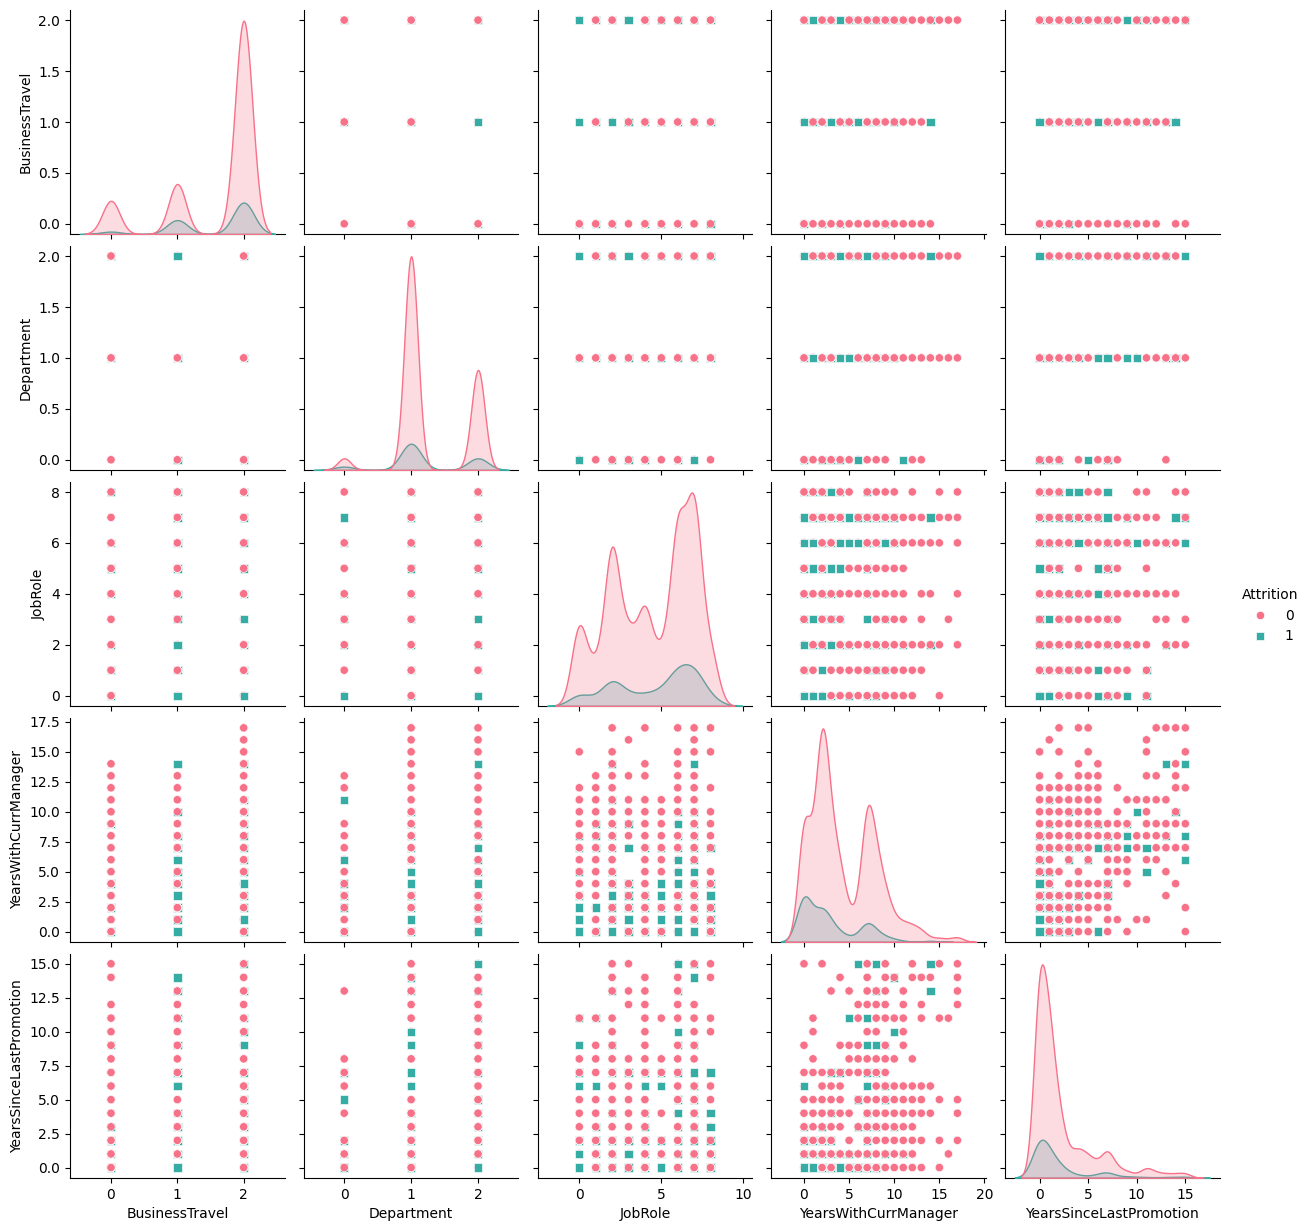 2.0
1.5
1.0
0.5
0.0
BusinessTravel
2.0
1.5
1.0
0.5
0.0
Department
8
6
4
2
0
JobRole
Attrition
0
1
17.5
15.0
12.5
10.0
7.5
5.0
2.5
0.0
YearsWithCurrManager
15.0
12.5
10.0
7.5
5.0
2.5
0.0
YearsSinceLastPromotion
0 1 2
0 1 2
0 5 10
0 5 10 15 20
0 5 10 15
BusinessTravel
Department
JobRole
YearsWithCurrManager
YearsSinceLastPromotion